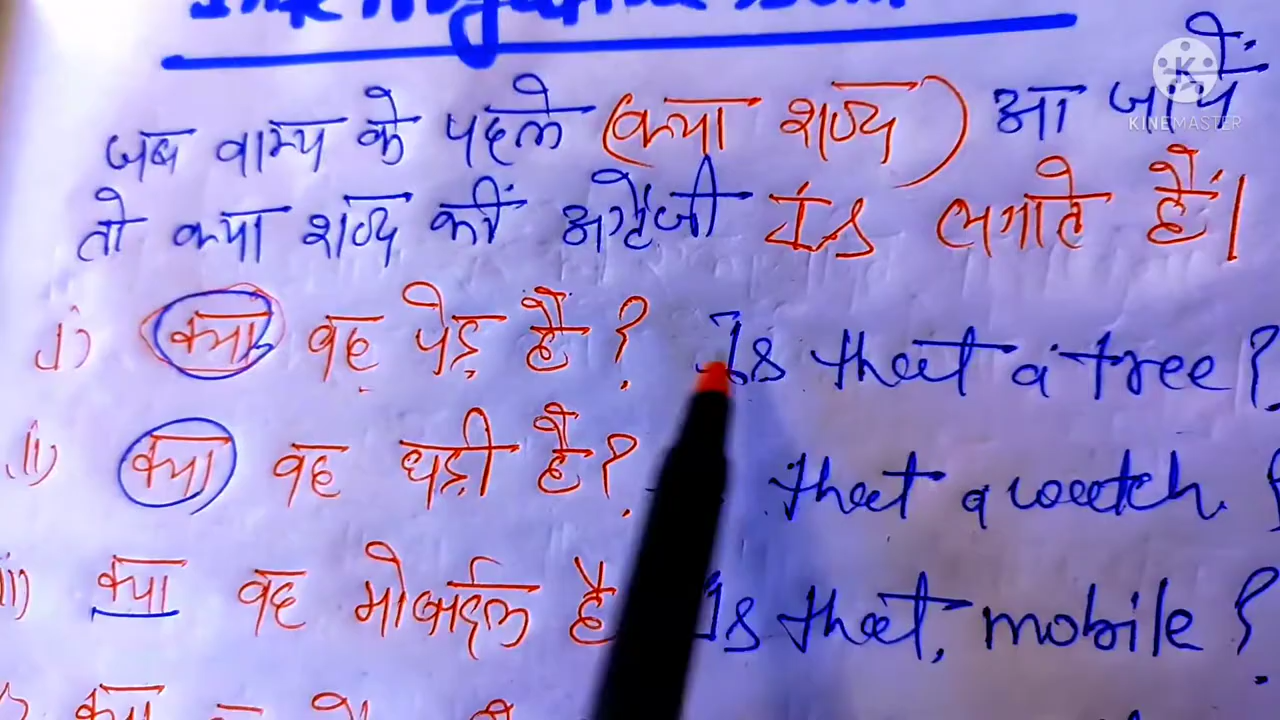 जब वाक्य के पहले (क्या शब्द) आ जायें
KINEMASTER
तो क्या शब्द की अंग्रेजी Is लगाते हैं।
i) क्या वह पेड़ है? Is that a tree?
ii) क्या वह घड़ी है? that a watch?
iii) क्या वह मोबाईल है Is that, mobile?